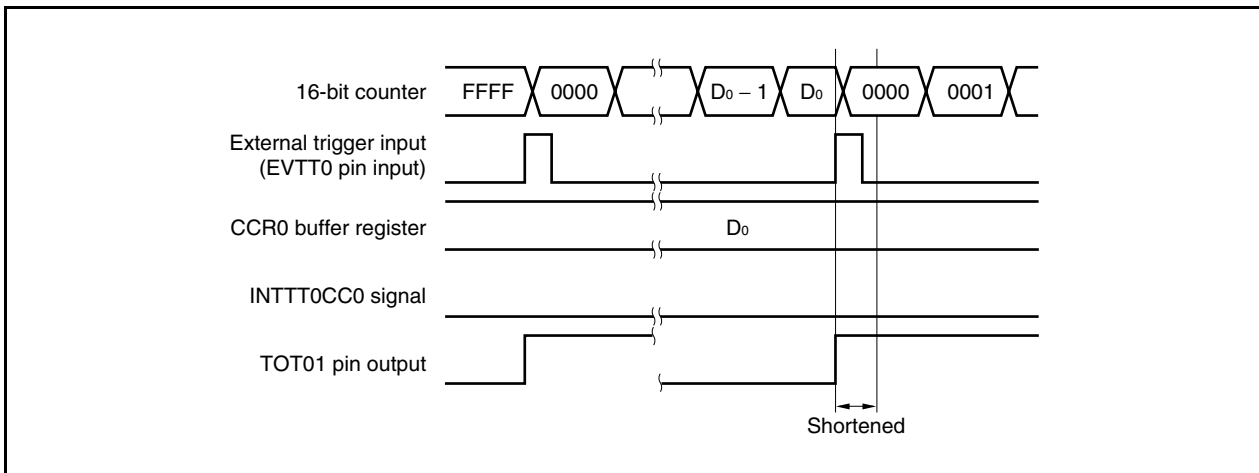 16-bit counter FFFF 0000 D0 − 1 D0 0000 0001
External trigger input
(EVTT0 pin input)
CCR0 buffer register D0
INTTT0CC0 signal
TOT01 pin output
Shortened